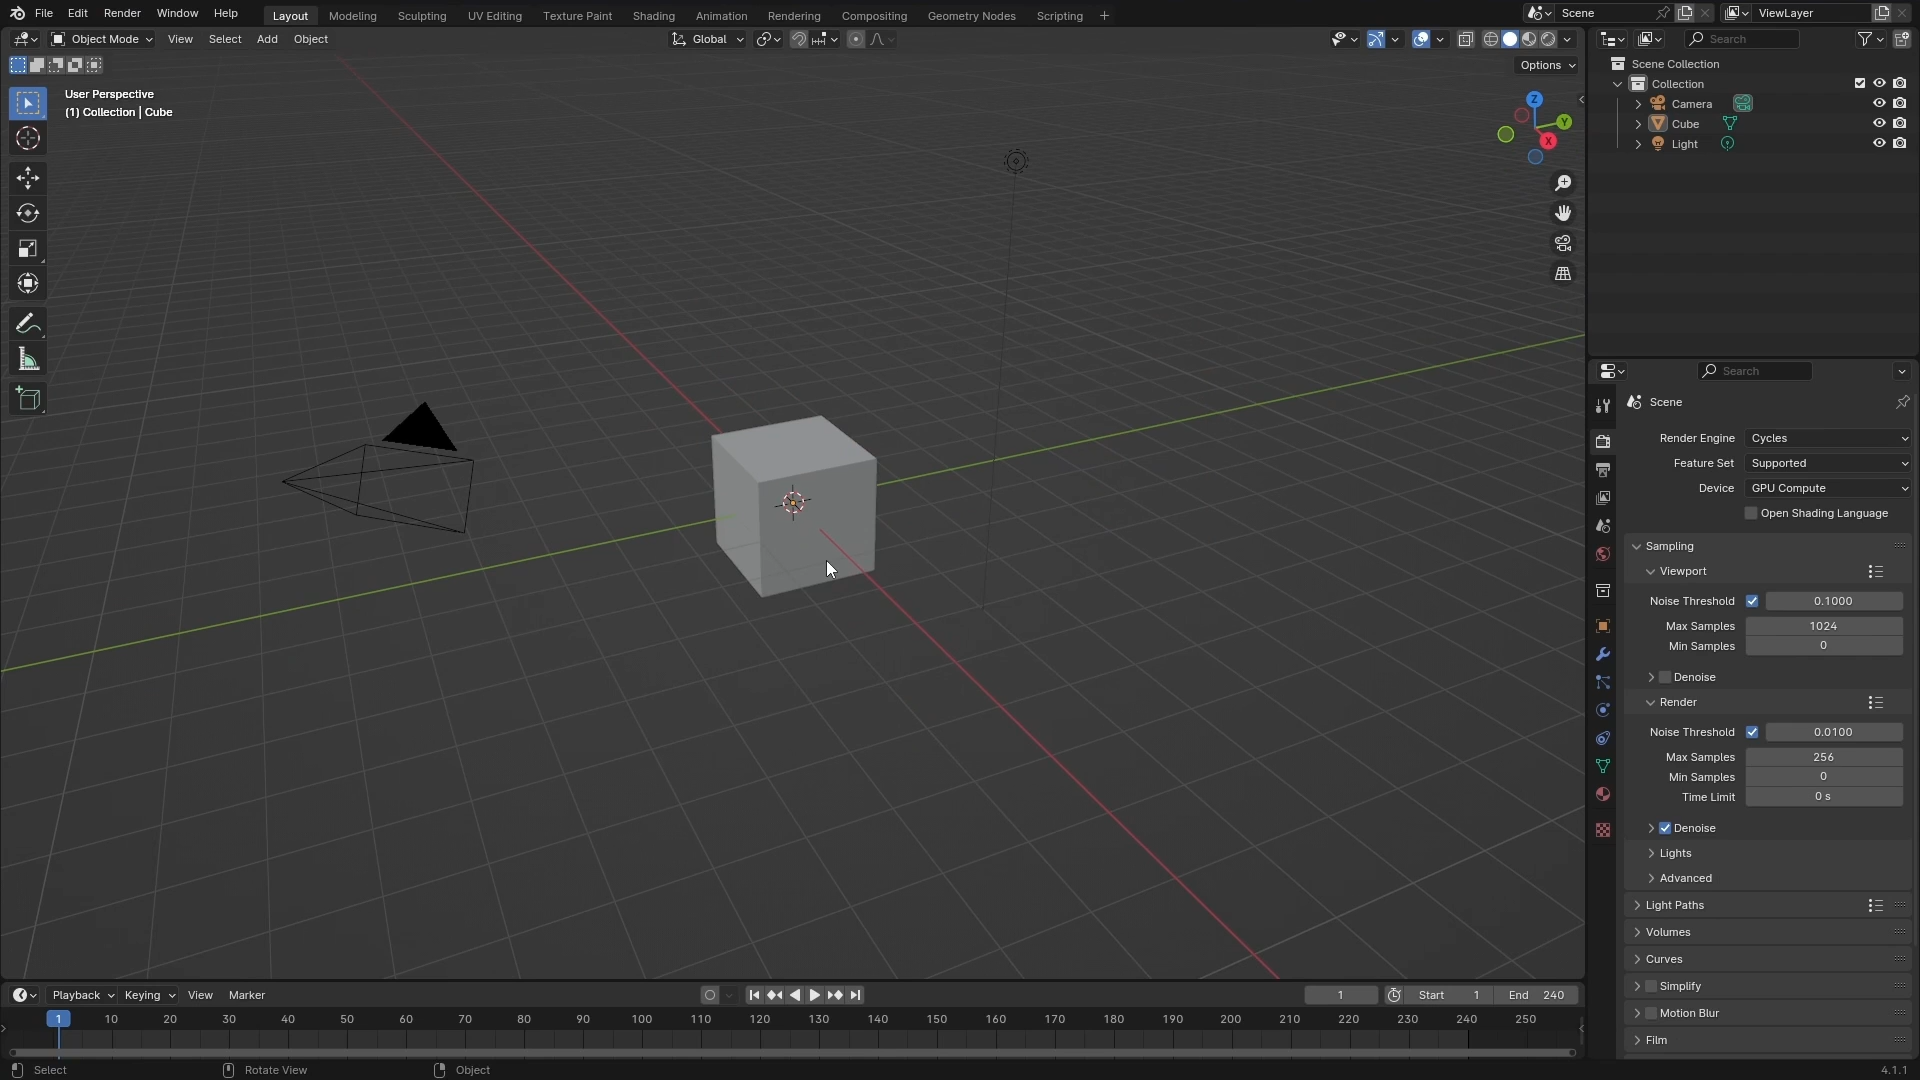 File Edit Render Window Help Layout Modeling Sculpting UV Editing Texture Paint Shading Animation Rendering Compositing Geometry Nodes Scripting + Scene ViewLayer
Object Mode View Select Add Object Global Search
Options
User Perspective
(1) Collection | Cube
Z
Y
X
Scene Collection
Collection
Camera
Cube
Light
Search
Scene
Render Engine Cycles
Feature Set Supported
Device GPU Compute
Open Shading Language
Sampling
Viewport
Noise Threshold 0.1000
Max Samples 1024
Min Samples 0
Denoise
Render
Noise Threshold 0.0100
Max Samples 256
Min Samples 0
Time Limit 0 s
Denoise
Lights
Advanced
Light Paths
Volumes
Curves
Simplify
Motion Blur
Film
Playback Keying View Marker 1 Start 1 End 240
1 10 20 30 40 50 60 70 80 90 100 110 120 130 140 150 160 170 180 190 200 210 220 230 240 250
Select Rotate View Object 4.1.1